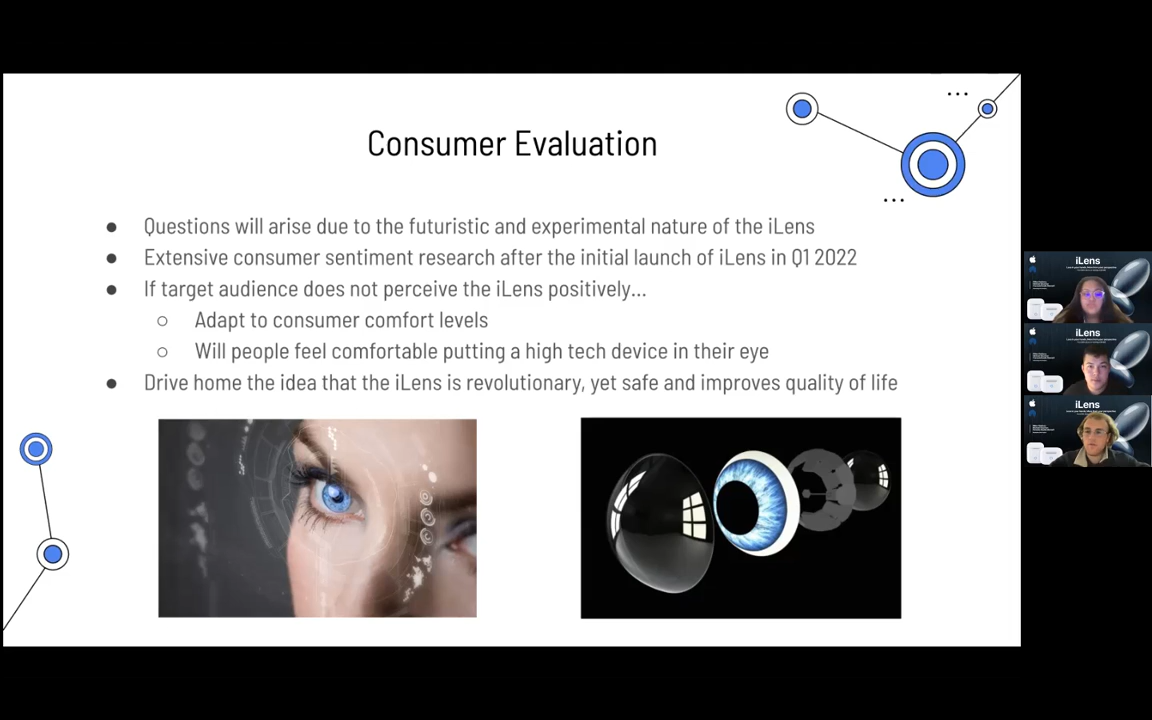 Consumer Evaluation
● Questions will arise due to the futuristic and experimental nature of the iLens
● Extensive consumer sentiment research after the initial launch of iLens in Q1 2022
● If target audience does not perceive the iLens positively...
○ Adapt to consumer comfort levels
○ Will people feel comfortable putting a high tech device in their eye
● Drive home the idea that the iLens is revolutionary, yet safe and improves quality of life
iLens
iLens
iLens